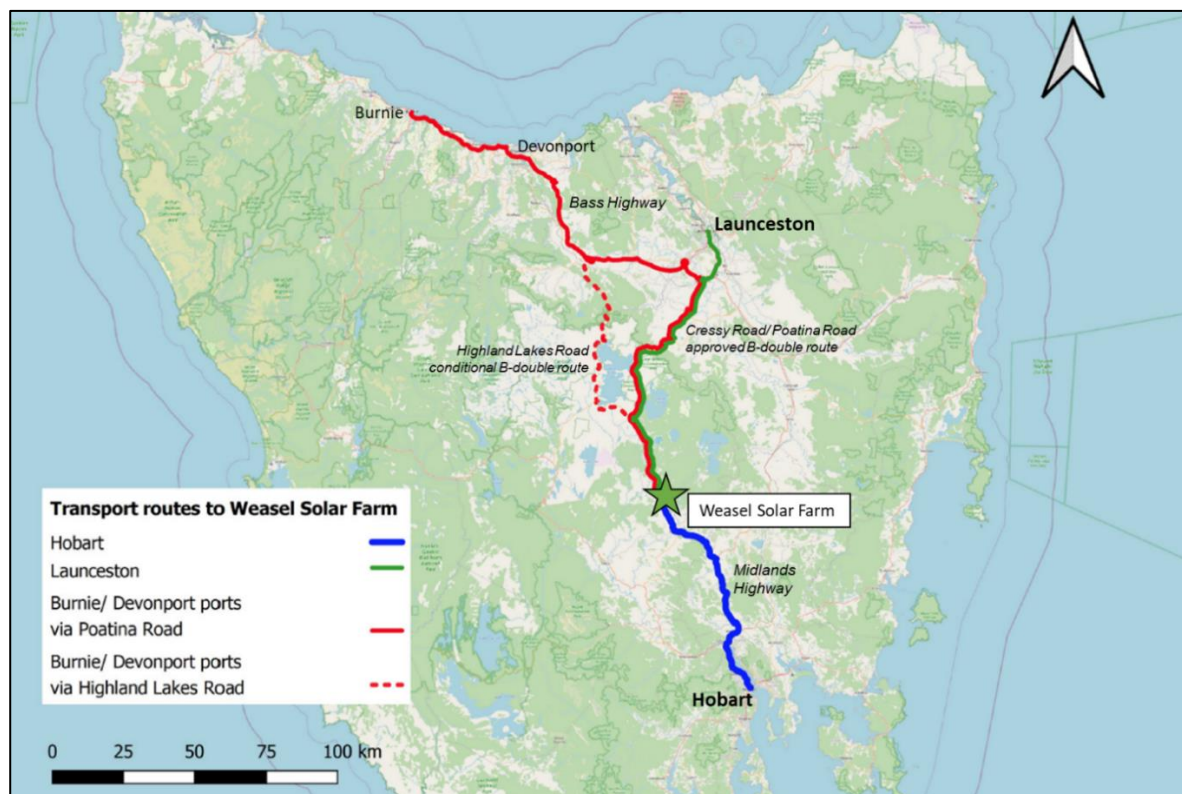 Burnie
Devonport
Bass Highway
Launceston
Cressy Road/ Poatina Road
approved B-double route
Highland Lakes Road
conditional B-double route
Weasel Solar Farm
Midlands
Highway
Hobart
Transport routes to Weasel Solar Farm
Hobart
Launceston
Burnie/ Devonport ports
via Poatina Road
Burnie/ Devonport ports
via Highland Lakes Road
0 25 50 75 100 km